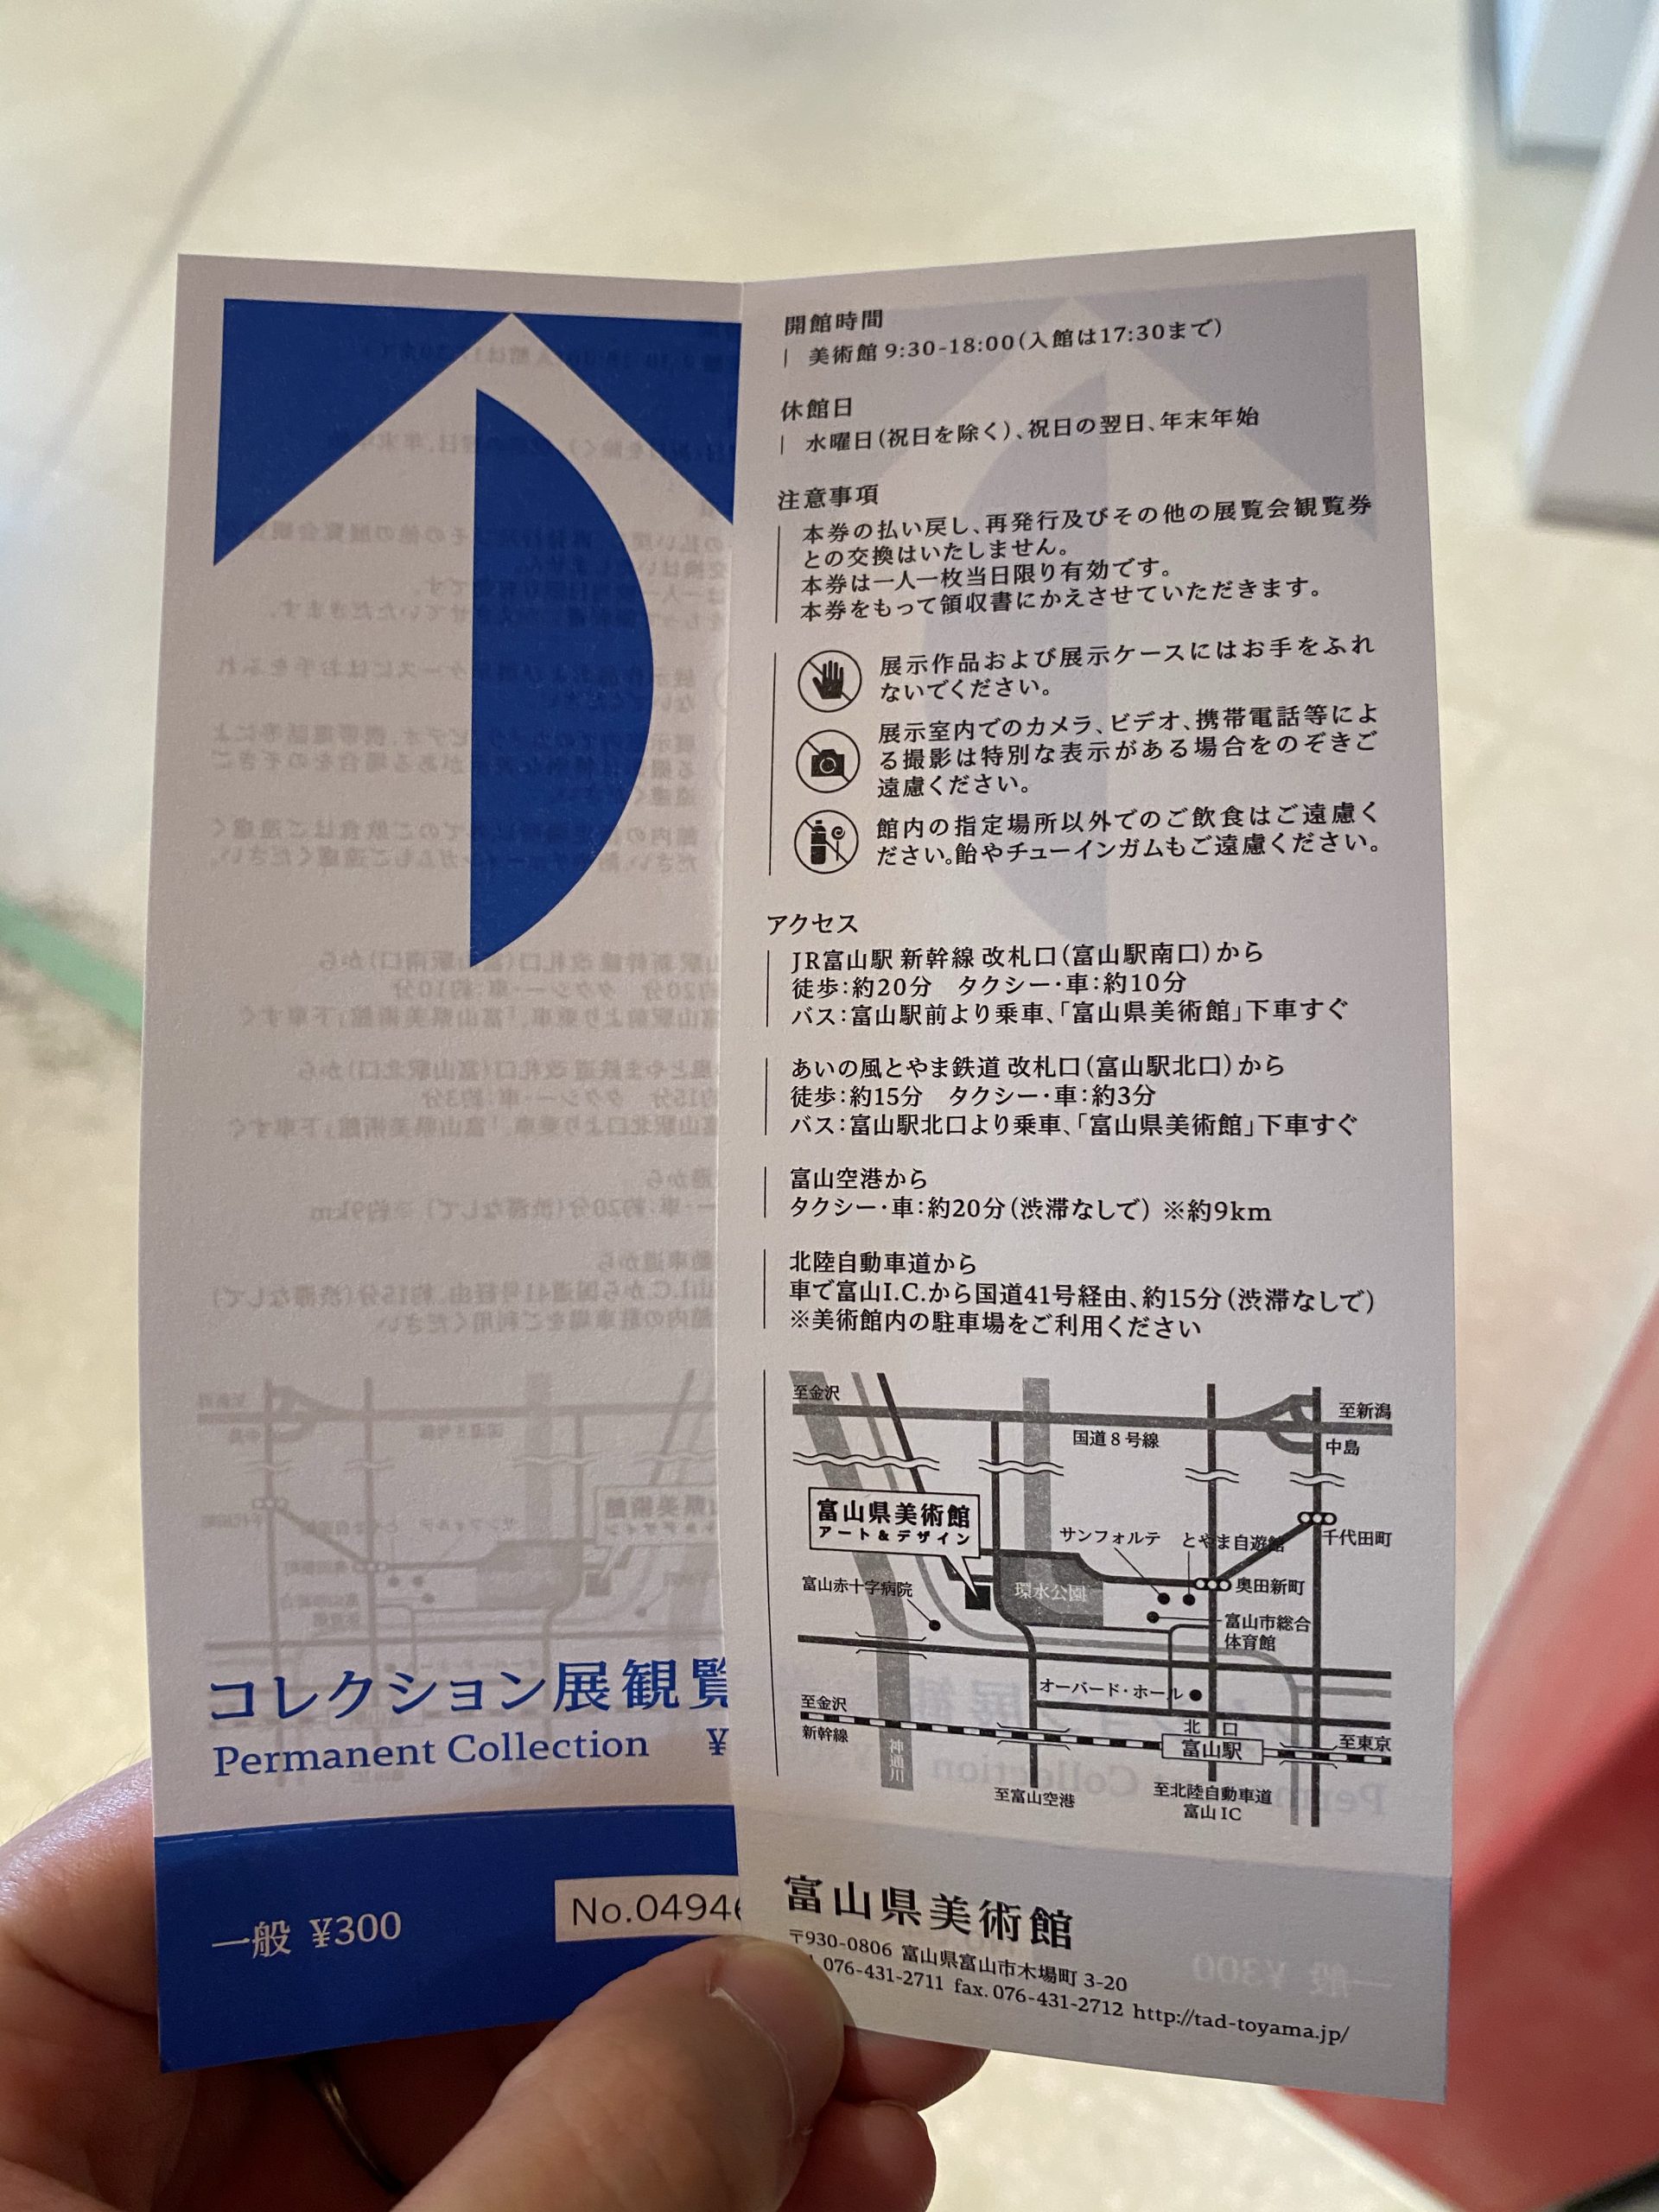 コレクション展観覧
Permanent Collection ¥
一般 ¥300
No.04946
開館時間
美術館 9:30-18:00(入館は17:30まで)
休館日
水曜日(祝日を除く)、祝日の翌日、年末年始
注意事項
本券の払い戻し、再発行及びその他の展覧会観覧券
との交換はいたしません。
本券は一人一枚当日限り有効です。
本券をもって領収書にかえさせていただきます。
展示作品および展示ケースにはお手をふれ
ないでください。
展示室内でのカメラ、ビデオ、携帯電話等によ
る撮影は特別な表示がある場合をのぞきご
遠慮ください。
館内の指定場所以外でのご飲食はご遠慮く
ださい。飴やチューインガムもご遠慮ください。
アクセス
JR富山駅 新幹線 改札口(富山駅南口)から
徒歩:約20分　タクシー・車:約10分
バス:富山駅前より乗車、「富山県美術館」下車すぐ
あいの風とやま鉄道 改札口(富山駅北口)から
徒歩:約15分　タクシー・車:約3分
バス:富山駅北口より乗車、「富山県美術館」下車すぐ
富山空港から
タクシー・車:約20分(渋滞なしで) ※約9km
北陸自動車道から
車で富山I.C.から国道41号経由、約15分(渋滞なしで)
※美術館内の駐車場をご利用ください
至金沢
至新潟
国道8号線
中島
富山県美術館
アート&デザイン
サンフォルテ
とやま自遊館
千代田町
富山赤十字病院
環水公園
奥田新町
富山市総合
体育館
オーバード・ホール
至金沢
新幹線
神通川
北口
富山駅
至東京
至富山空港
至北陸自動車道
富山IC
富山県美術館
〒930-0806 富山県富山市木場町 3-20
076-431-2711 fax. 076-431-2712 http://tad-toyama.jp/